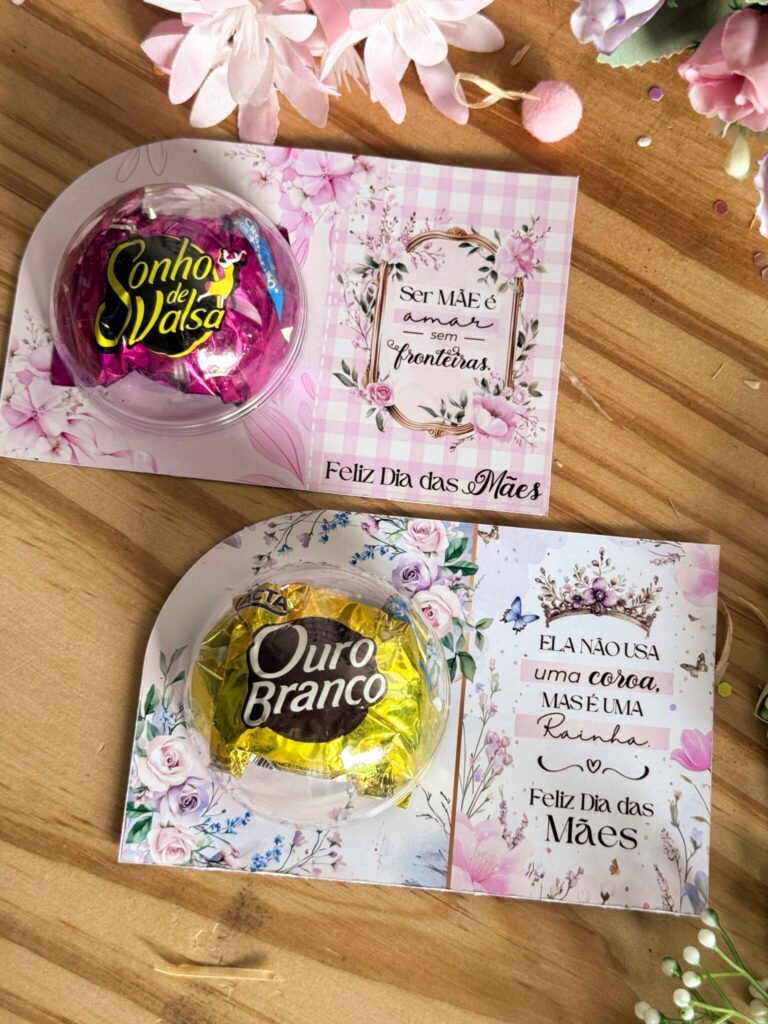 Sonho
de
Valsa
Ser MÃE é
amar
sem
fronteiras.
Feliz Dia das Mães
LACTA
Ouro
Branco
ELA NÃO USA
uma coroa,
MAS É UMA
Rainha.
Feliz Dia das
Mães